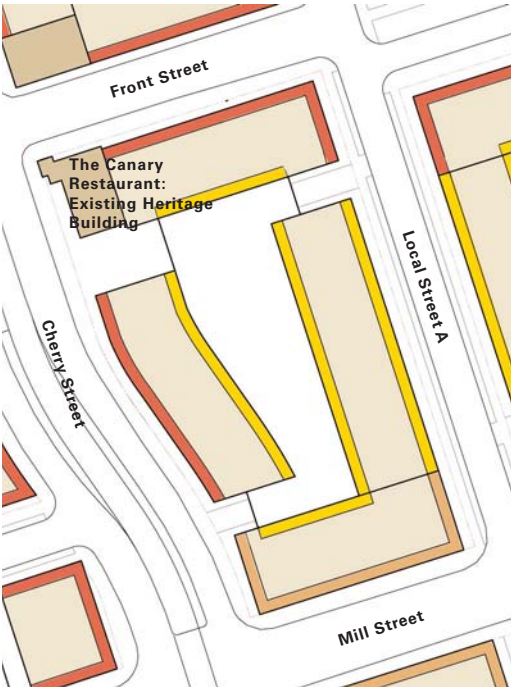 Front Street
The Canary
Restaurant:
Existing Heritage
Building
Local Street A
Cherry Street
Mill Street